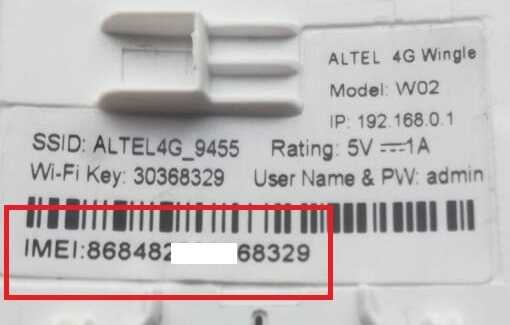 ALTEL 4G Wingle
Model: W02
IP: 192.168.0.1
SSID: ALTEL4G_9455 Rating: 5V⎓1A
Wi-Fi Key: 30368329 User Name & PW: admin
IMEI:868482 68329